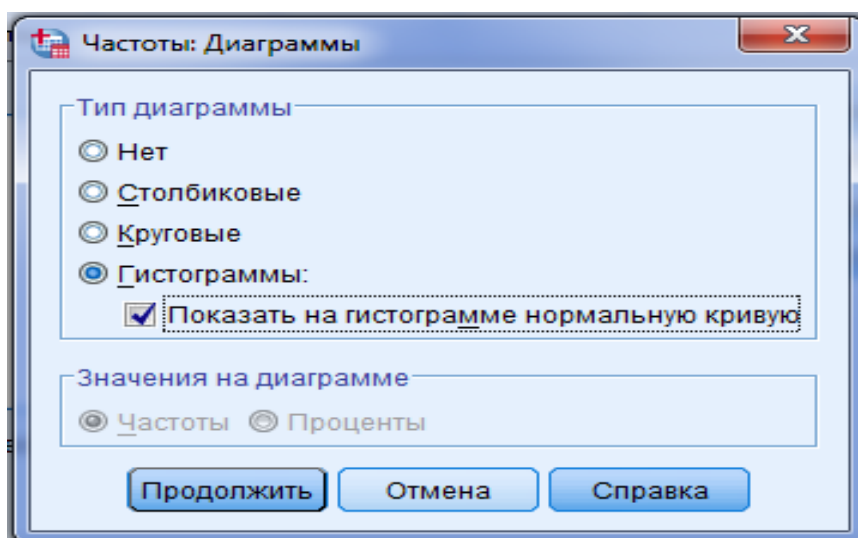 Частоты: Диаграммы
Тип диаграммы
Нет
Столбиковые
Круговые
Гистограммы:
Показать на гистограмме нормальную кривую
Значения на диаграмме
Частоты Проценты
Продолжить Отмена Справка